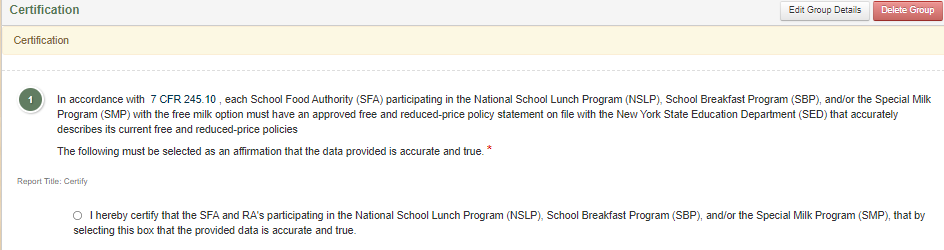 Certification
Edit Group Details
Delete Group
Certification
1
In accordance with 7 CFR 245.10 , each School Food Authority (SFA) participating in the National School Lunch Program (NSLP), School Breakfast Program (SBP), and/or the Special Milk
Program (SMP) with the free milk option must have an approved free and reduced-price policy statement on file with the New York State Education Department (SED) that accurately
describes its current free and reduced-price policies
The following must be selected as an affirmation that the data provided is accurate and true. *
Report Title: Certify
I hereby certify that the SFA and RA's participating in the National School Lunch Program (NSLP), School Breakfast Program (SBP), and/or the Special Milk Program (SMP), that by
selecting this box that the provided data is accurate and true.